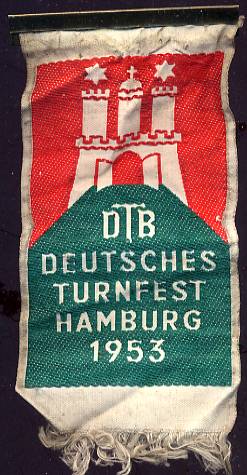 DTB
DEUTSCHES
TURNFEST
HAMBURG
1953